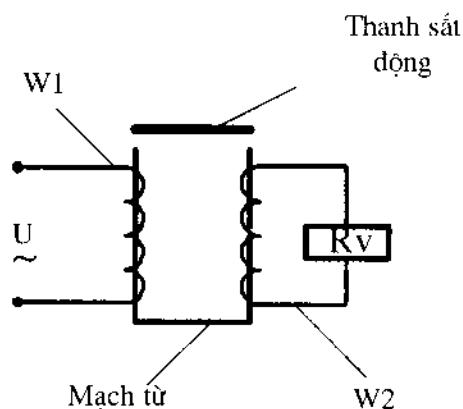 Thanh sắt
động
W1
U
~
Rv
Mạch từ
W2